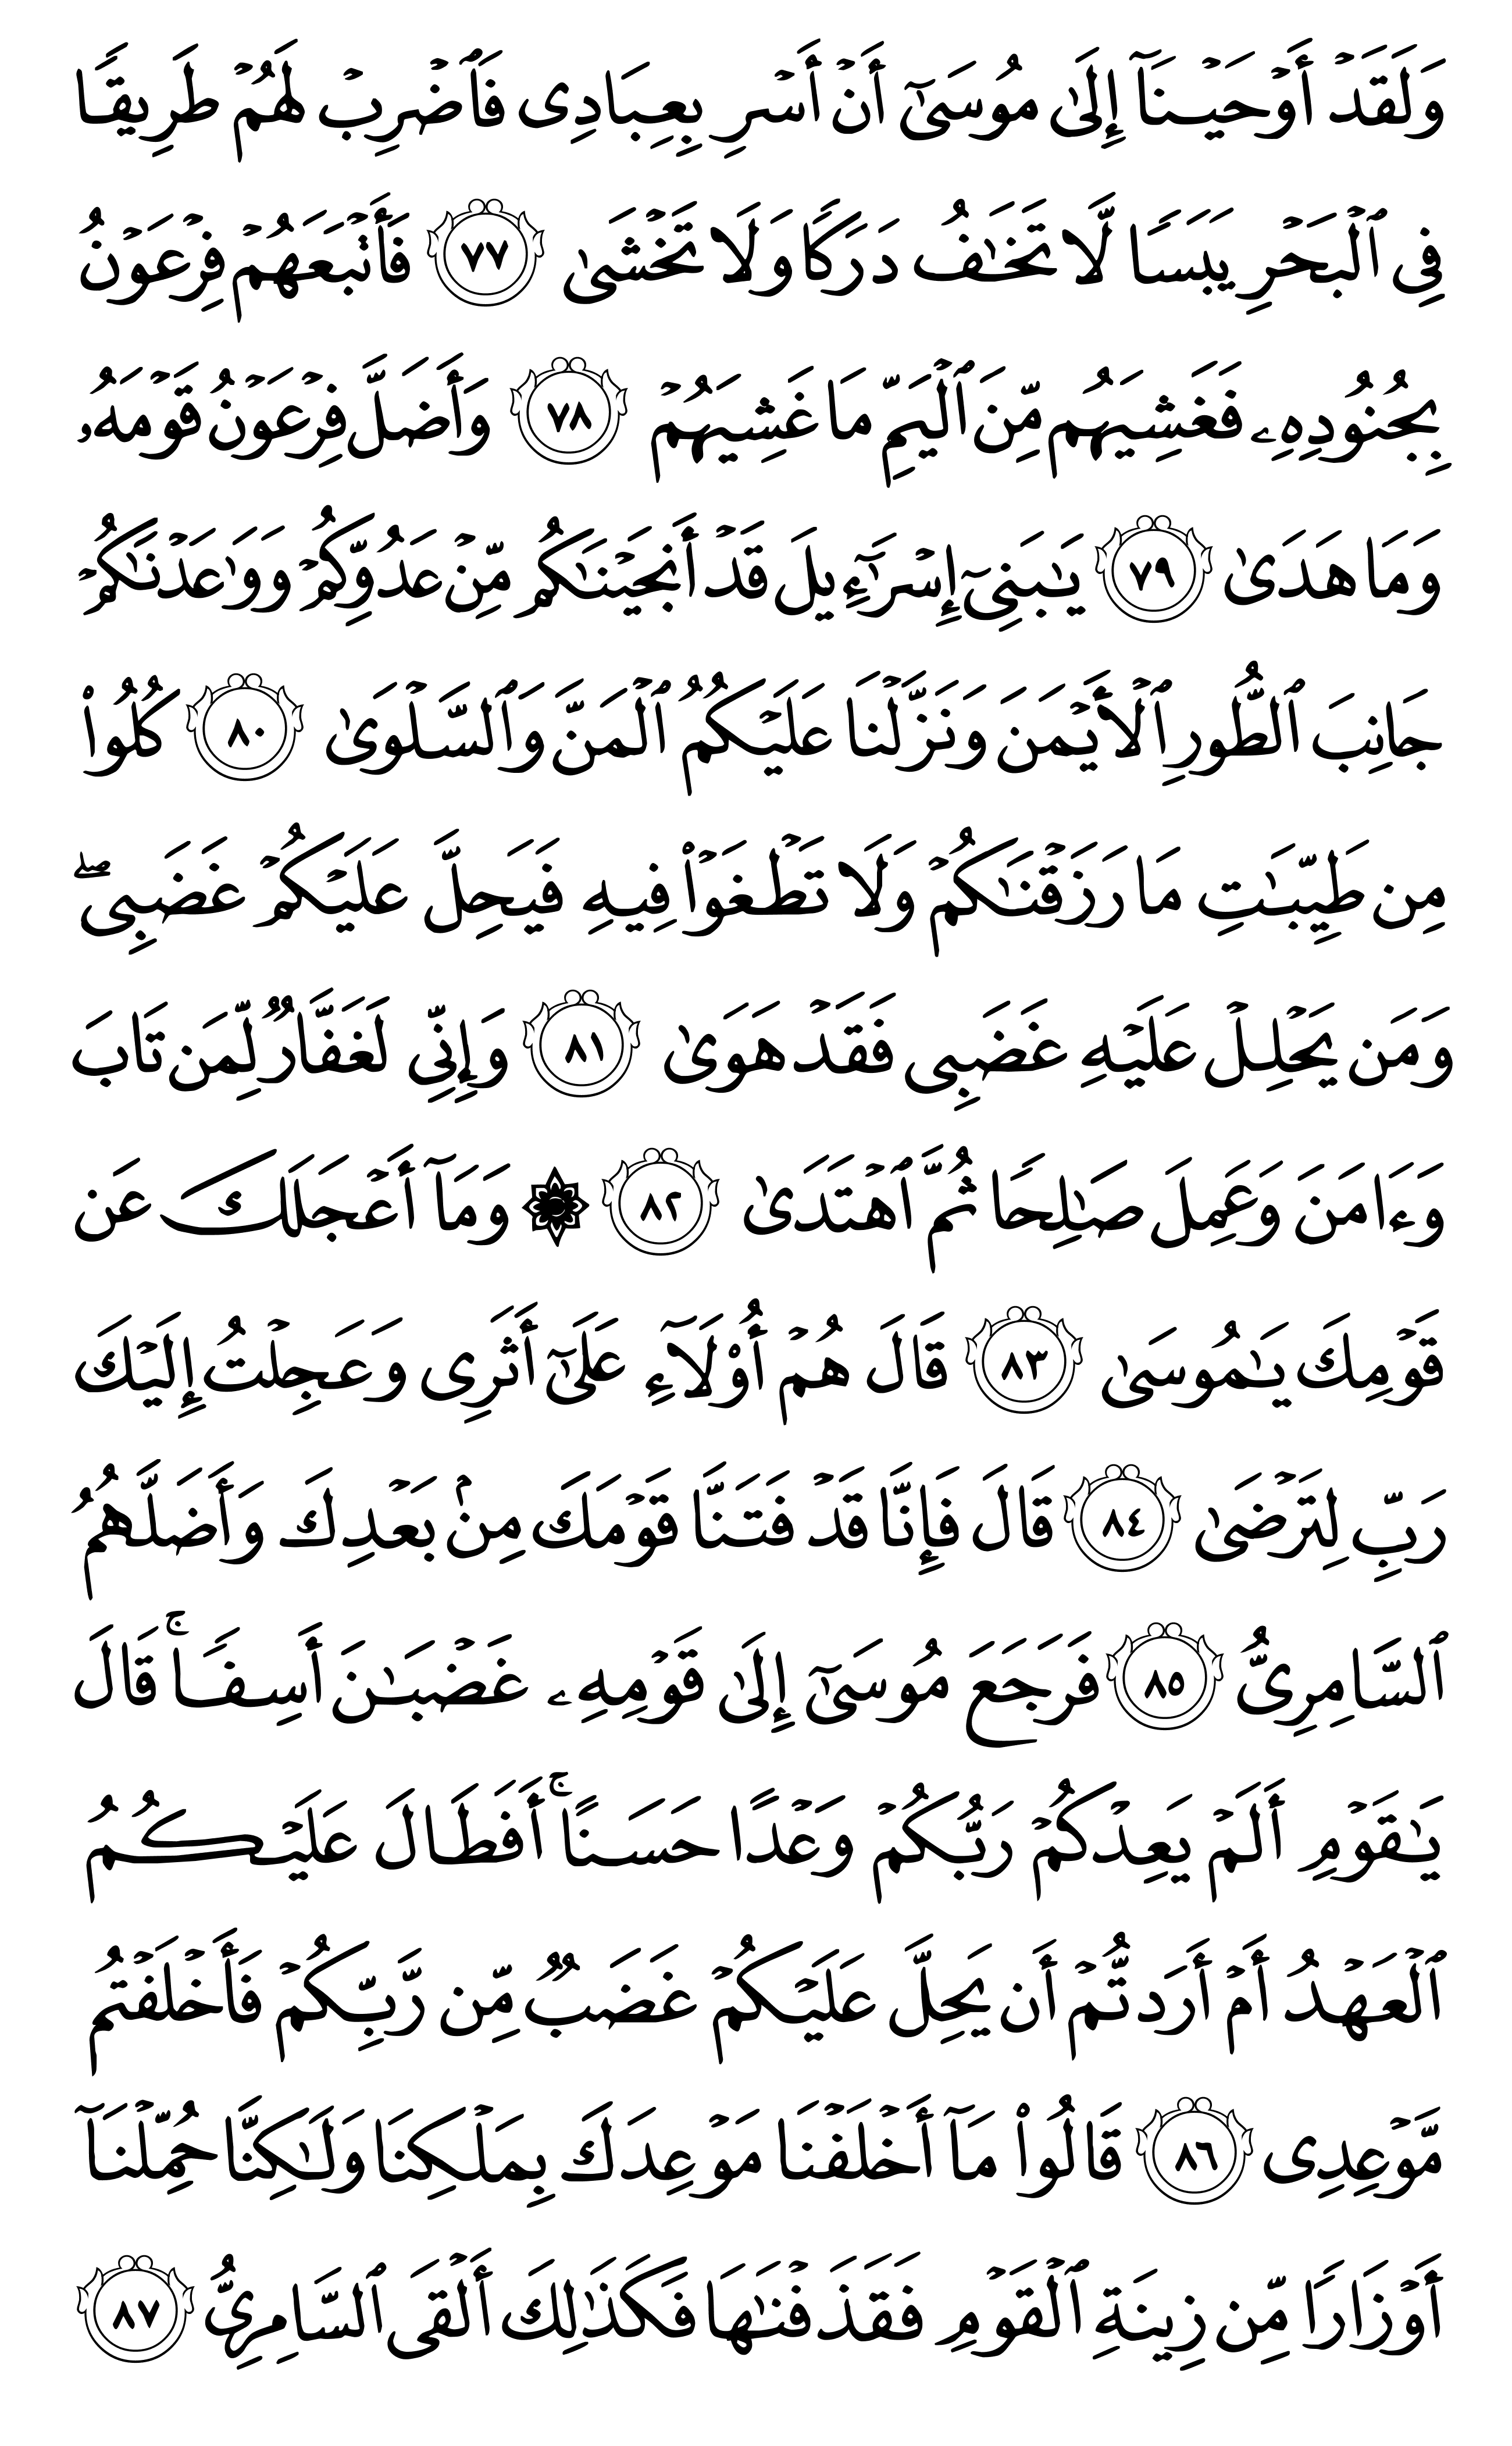 وَلَقَدۡ أَوۡحَيۡنَآ إِلَىٰ مُوسَىٰٓ أَنۡ أَسۡرِ بِعِبَادِي فَٱضۡرِبۡ لَهُمۡ طَرِيقٗا
فِي ٱلۡبَحۡرِ يَبَسٗا لَّا تَخَٰفُ دَرَكٗا وَلَا تَخۡشَىٰ ٧٧ فَأَتۡبَعَهُمۡ فِرۡعَوۡنُ
بِجُنُودِهِۦ فَغَشِيَهُم مِّنَ ٱلۡيَمِّ مَا غَشِيَهُمۡ ٧٨ وَأَضَلَّ فِرۡعَوۡنُ قَوۡمَهُۥ
وَمَا هَدَىٰ ٧٩ يَٰبَنِيٓ إِسۡرَٰٓءِيلَ قَدۡ أَنجَيۡنَٰكُم مِّنۡ عَدُوِّكُمۡ وَوَٰعَدۡنَٰكُمۡ
جَانِبَ ٱلطُّورِ ٱلۡأَيۡمَنَ وَنَزَّلۡنَا عَلَيۡكُمُ ٱلۡمَنَّ وَٱلسَّلۡوَىٰ ٨٠ كُلُواْ
مِن طَيِّبَٰتِ مَا رَزَقۡنَٰكُمۡ وَلَا تَطۡغَوۡاْ فِيهِ فَيَحِلَّ عَلَيۡكُمۡ غَضَبِيۖ
وَمَن يَحۡلِلۡ عَلَيۡهِ غَضَبِي فَقَدۡ هَوَىٰ ٨١ وَإِنِّي لَغَفَّارٞ لِّمَن تَابَ
وَءَامَنَ وَعَمِلَ صَٰلِحٗا ثُمَّ ٱهۡتَدَىٰ ٨٢ ۞ وَمَآ أَعۡجَلَكَ عَن
قَوۡمِكَ يَٰمُوسَىٰ ٨٣ قَالَ هُمۡ أُوْلَآءِ عَلَىٰٓ أَثَرِي وَعَجِلۡتُ إِلَيۡكَ
رَبِّ لِتَرۡضَىٰ ٨٤ قَالَ فَإِنَّا قَدۡ فَتَنَّا قَوۡمَكَ مِنۢ بَعۡدِكَ وَأَضَلَّهُمُ
ٱلسَّامِرِيُّ ٨٥ فَرَجَعَ مُوسَىٰٓ إِلَىٰ قَوۡمِهِۦ غَضۡبَٰنَ أَسِفٗاۚ قَالَ
يَٰقَوۡمِ أَلَمۡ يَعِدۡكُمۡ رَبُّكُمۡ وَعۡدًا حَسَنًاۚ أَفَطَالَ عَلَيۡكُمُ
ٱلۡعَهۡدُ أَمۡ أَرَدتُّمۡ أَن يَحِلَّ عَلَيۡكُمۡ غَضَبٞ مِّن رَّبِّكُمۡ فَأَخۡلَفۡتُم
مَّوۡعِدِي ٨٦ قَالُواْ مَآ أَخۡلَفۡنَا مَوۡعِدَكَ بِمَلۡكِنَا وَلَٰكِنَّا حُمِّلۡنَآ
أَوۡزَارٗا مِّن زِينَةِ ٱلۡقَوۡمِ فَقَذَفۡنَٰهَا فَكَذَٰلِكَ أَلۡقَى ٱلسَّامِرِيُّ ٨٧